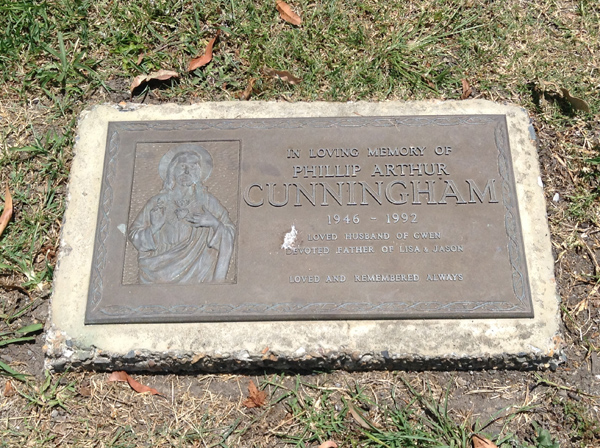 IN LOVING MEMORY OF
PHILLIP ARTHUR
CUNNINGHAM
1946 - 1992
LOVED HUSBAND OF GWEN
DEVOTED FATHER OF LISA & JASON
LOVED AND REMEMBERED ALWAYS